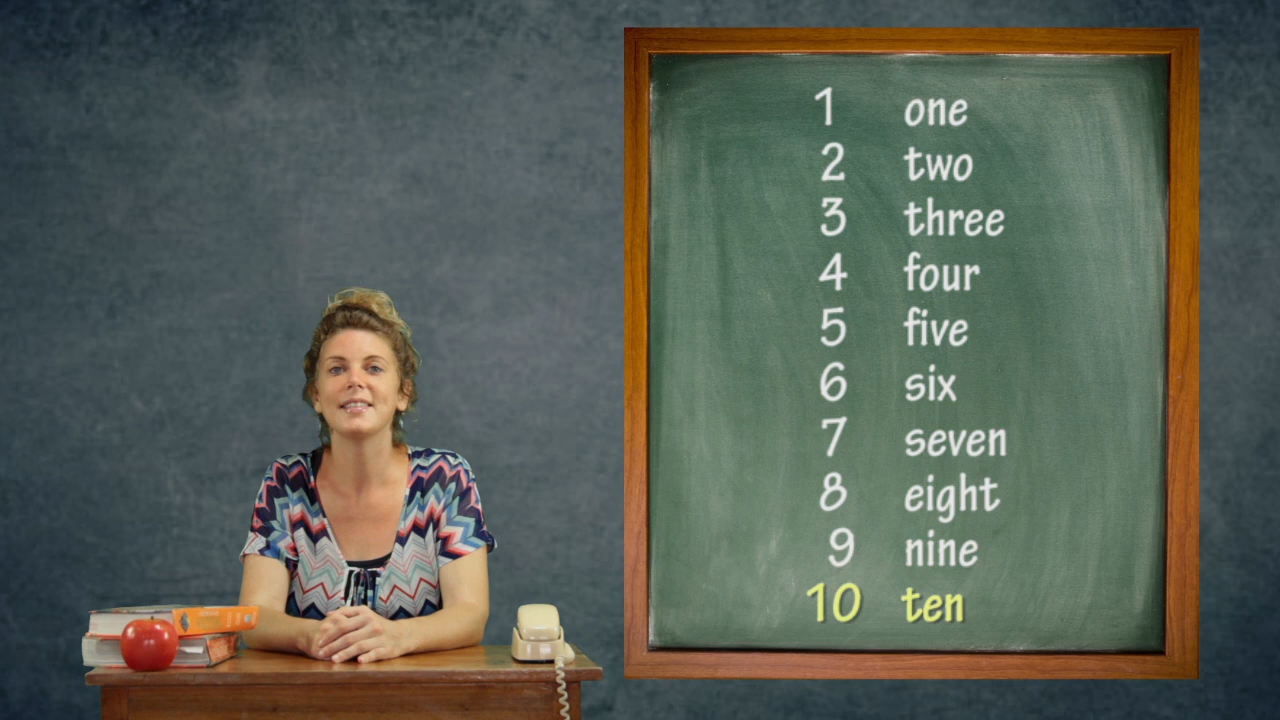 1 one
2 two
3 three
4 four
5 five
6 six
7 seven
8 eight
9 nine
10 ten